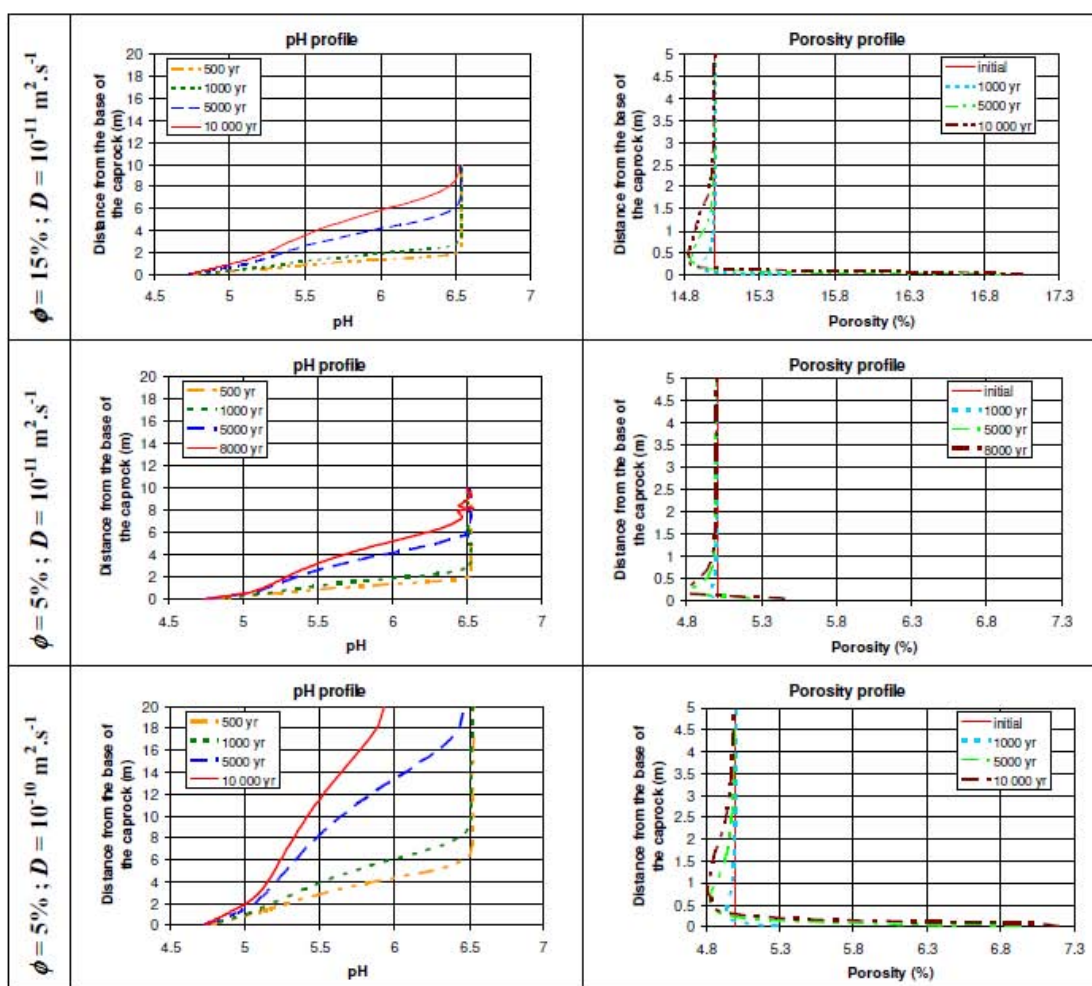 ϕ = 15% ; D = 10⁻¹¹ m².s⁻¹
pH profile
Distance from the base of
the caprock (m)
20
18
16
14
12
10
8
6
4
2
0
500 yr
1000 yr
5000 yr
10 000 yr
4.5 5 5.5 6 6.5 7
pH
Porosity profile
Distance from the base of
the caprock (m)
5
4.5
4
3.5
3
2.5
2
1.5
1
0.5
0
initial
1000 yr
5000 yr
10 000 yr
14.8 15.3 15.8 16.3 16.8 17.3
Porosity (%)
ϕ = 5% ; D = 10⁻¹¹ m².s⁻¹
pH profile
Distance from the base of
the caprock (m)
20
18
16
14
12
10
8
6
4
2
0
500 yr
1000 yr
5000 yr
8000 yr
4.5 5 5.5 6 6.5 7
pH
Porosity profile
Distance from the base of
the caprock (m)
5
4.5
4
3.5
3
2.5
2
1.5
1
0.5
0
initial
1000 yr
5000 yr
8000 yr
4.8 5.3 5.8 6.3 6.8 7.3
Porosity (%)
ϕ = 5% ; D = 10⁻¹⁰ m².s⁻¹
pH profile
Distance from the base of
the caprock (m)
20
18
16
14
12
10
8
6
4
2
0
500 yr
1000 yr
5000 yr
10 000 yr
4.5 5 5.5 6 6.5 7
pH
Porosity profile
Distance from the base of
the caprock (m)
5
4.5
4
3.5
3
2.5
2
1.5
1
0.5
0
initial
1000 yr
5000 yr
10 000 yr
4.8 5.3 5.8 6.3 6.8 7.3
Porosity (%)